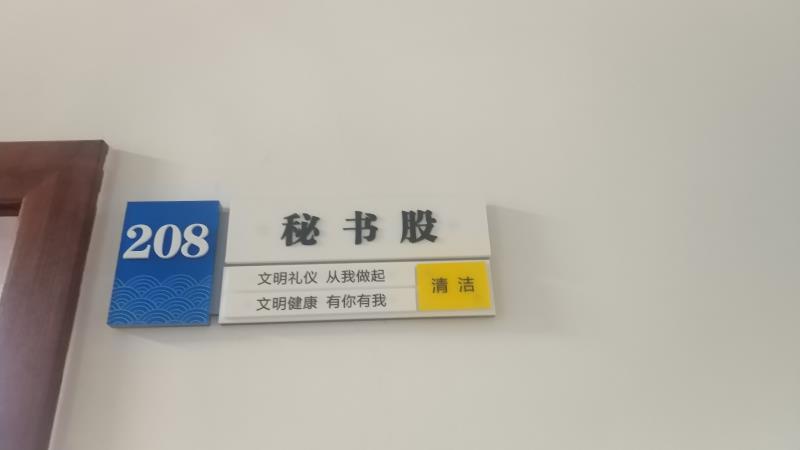 208
秘书股
文明礼仪 从我做起
文明健康 有你有我
清洁